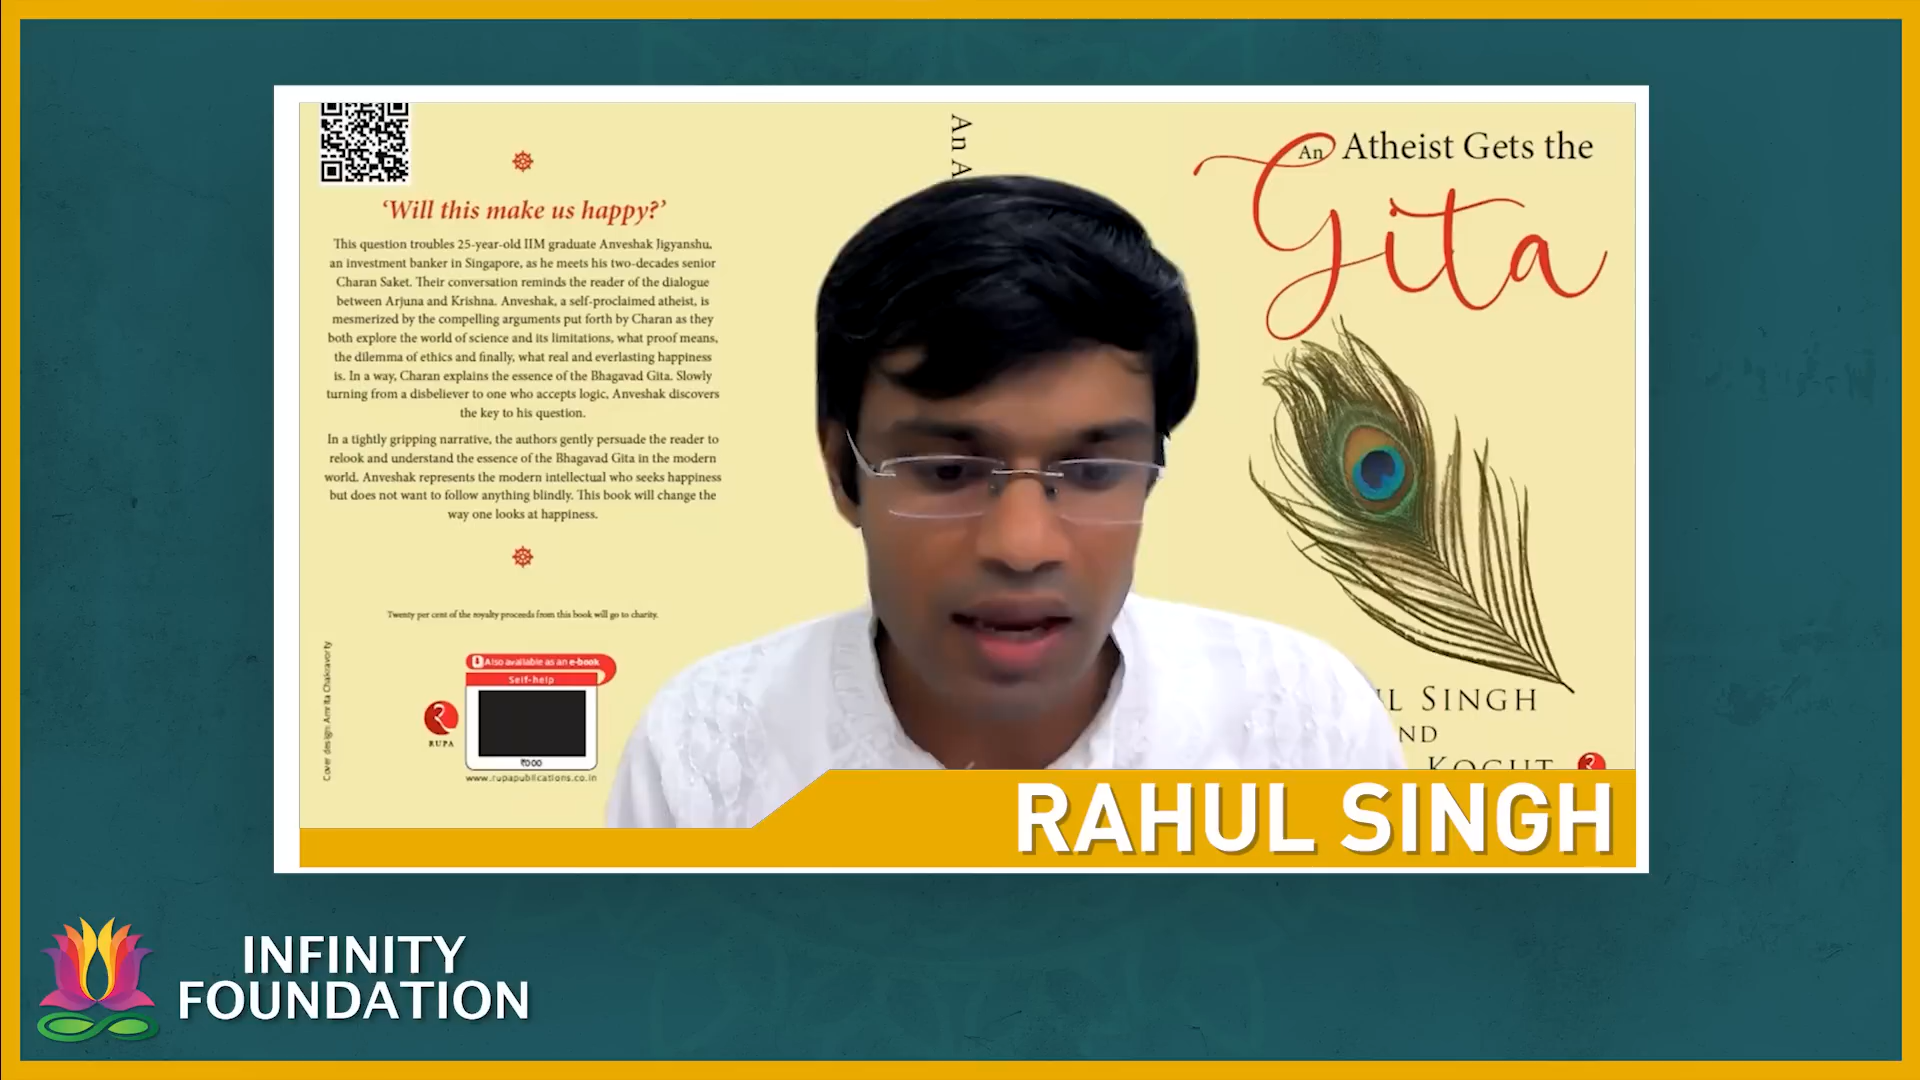 ‘Will this make us happy?’
This question troubles 25-year-old IIM graduate Anveshak Jigyanshu,
an investment banker in Singapore, as he meets his two-decades senior
Charan Saket. Their conversation reminds the reader of the dialogue
between Arjuna and Krishna. Anveshak, a self-proclaimed atheist, is
mesmerized by the compelling arguments put forth by Charan as they
both explore the world of science and its limitations, what proof means,
the dilemma of ethics and finally, what real and everlasting happiness
is. In a way, Charan explains the essence of the Bhagavad Gita. Slowly
turning from a disbeliever to one who accepts logic, Anveshak discovers
the key to his question.
In a tightly gripping narrative, the authors gently persuade the reader to
relook and understand the essence of the Bhagavad Gita in the modern
world. Anveshak represents the modern intellectual who seeks happiness
but does not want to follow anything blindly. This book will change the
way one looks at happiness.
Twenty per cent of the royalty proceeds from this book will go to charity.
Cover design: Amrita Chakravorty
Also available as an e-book
Self-help
RUPA
₹000
www.rupapublications.co.in
An A
An Atheist Gets the
Gita
L SINGH
ND
KOGHT
RAHUL SINGH
INFINITY
FOUNDATION